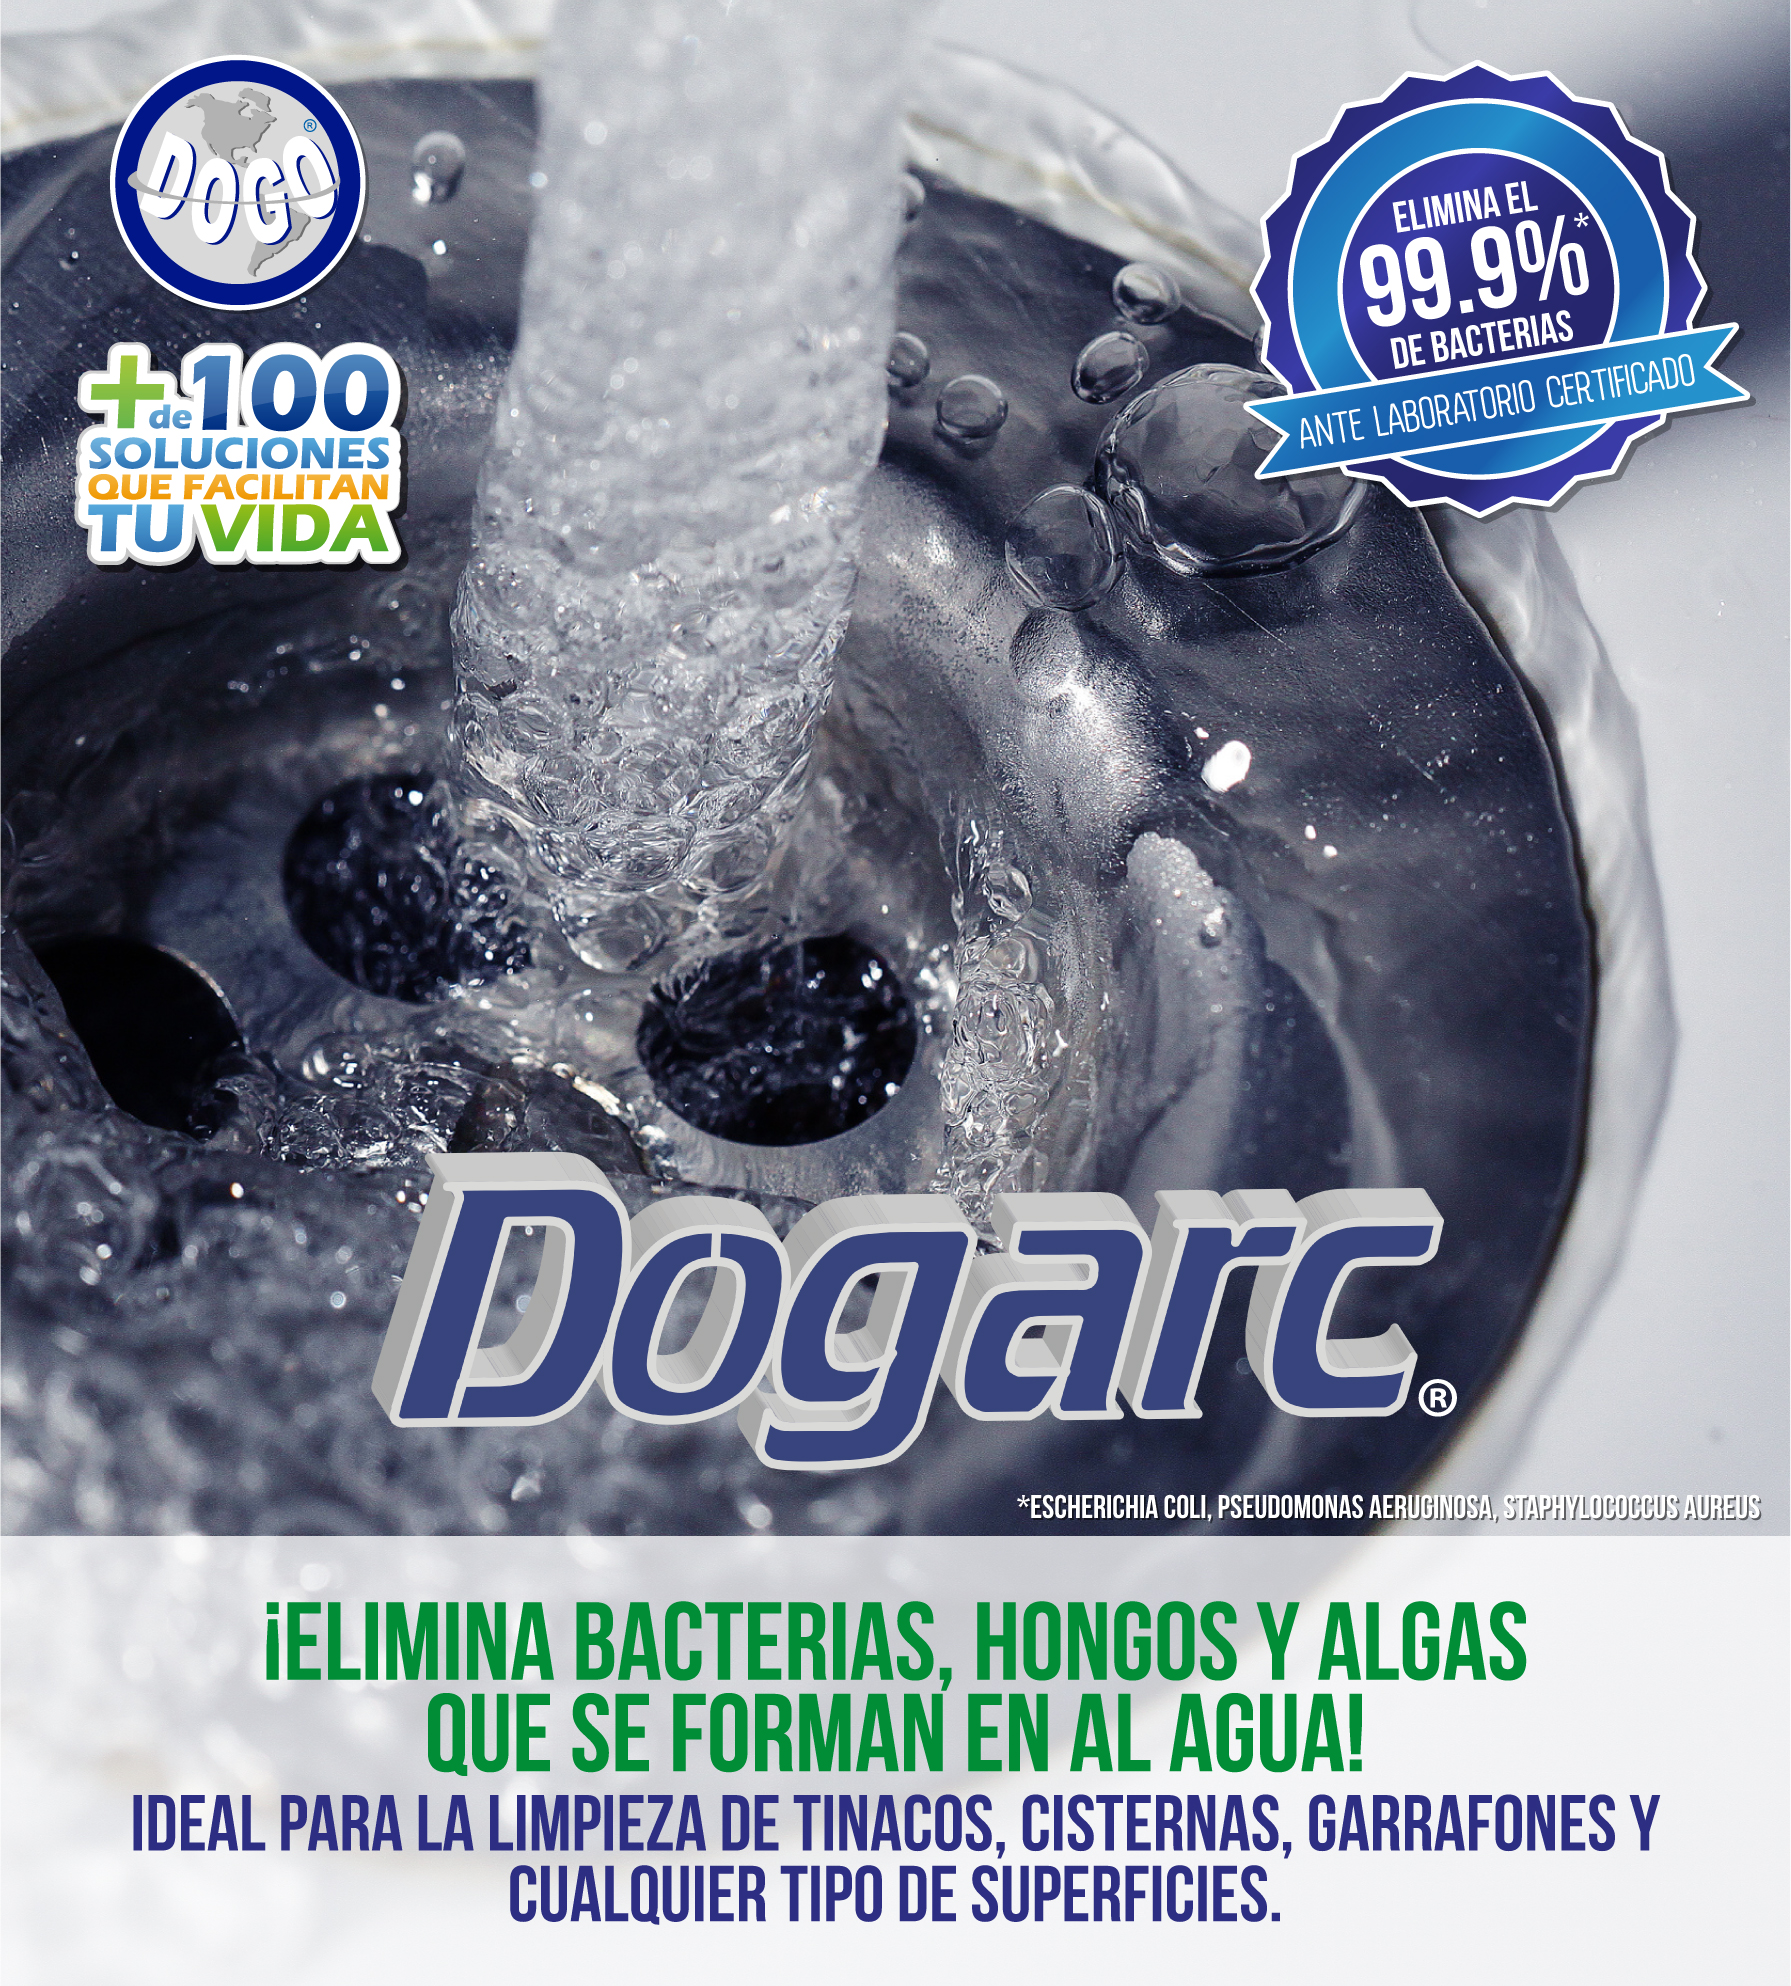 DOGO®
+ de 100
SOLUCIONES
QUE FACILITAN
TU VIDA
ELIMINA EL
99.9%*
DE BACTERIAS
ANTE LABORATORIO CERTIFICADO
Dogarc®
*ESCHERICHIA COLI, PSEUDOMONAS AERUGINOSA, STAPHYLOCOCCUS AUREUS
¡ELIMINA BACTERIAS, HONGOS Y ALGAS
QUE SE FORMAN EN AL AGUA!
IDEAL PARA LA LIMPIEZA DE TINACOS, CISTERNAS, GARRAFONES Y
CUALQUIER TIPO DE SUPERFICIES.